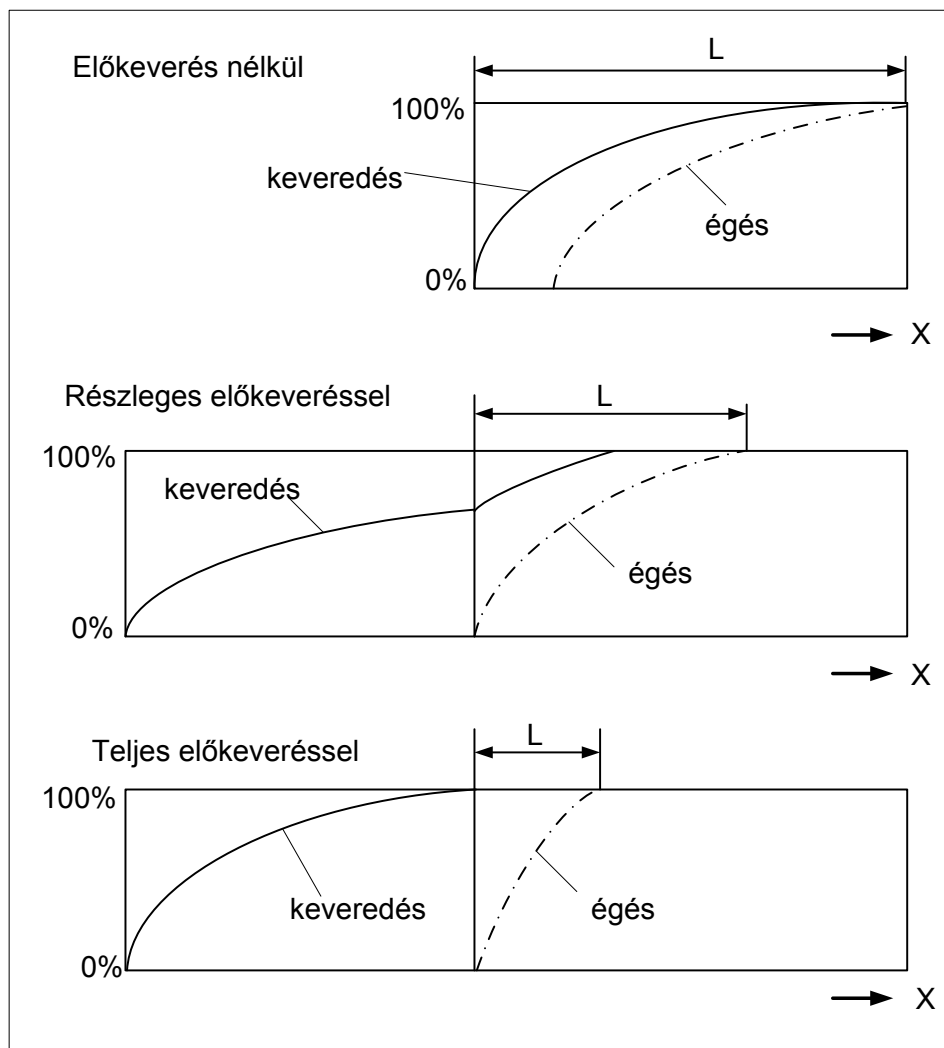 Előkeverés nélkül
L
100%
keveredés
égés
0%
X
Részleges előkeveréssel
L
100%
keveredés
égés
0%
X
Teljes előkeveréssel
L
100%
keveredés
égés
0%
X